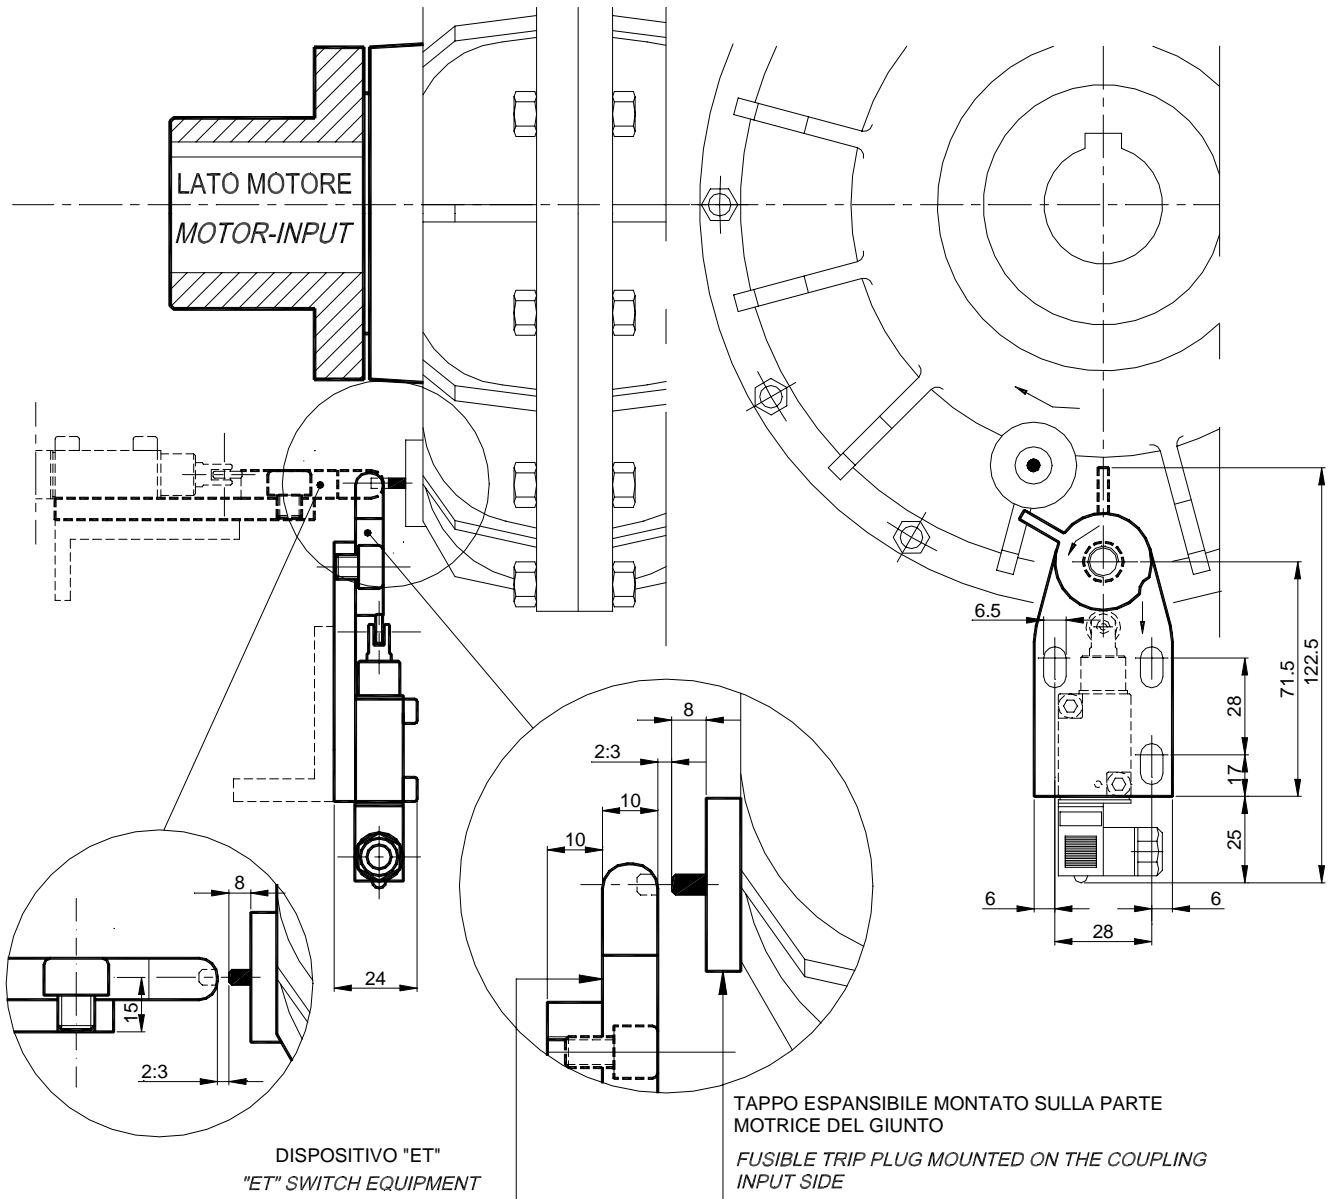 LATO MOTORE
MOTOR-INPUT
6.5
122.5
71.5
28
17
25
6
6
28
8
2:3
10
10
24
8
15
2:3
TAPPO ESPANSIBILE MONTATO SULLA PARTE
MOTRICE DEL GIUNTO
FUSIBLE TRIP PLUG MOUNTED ON THE COUPLING
INPUT SIDE
DISPOSITIVO "ET"
"ET" SWITCH EQUIPMENT